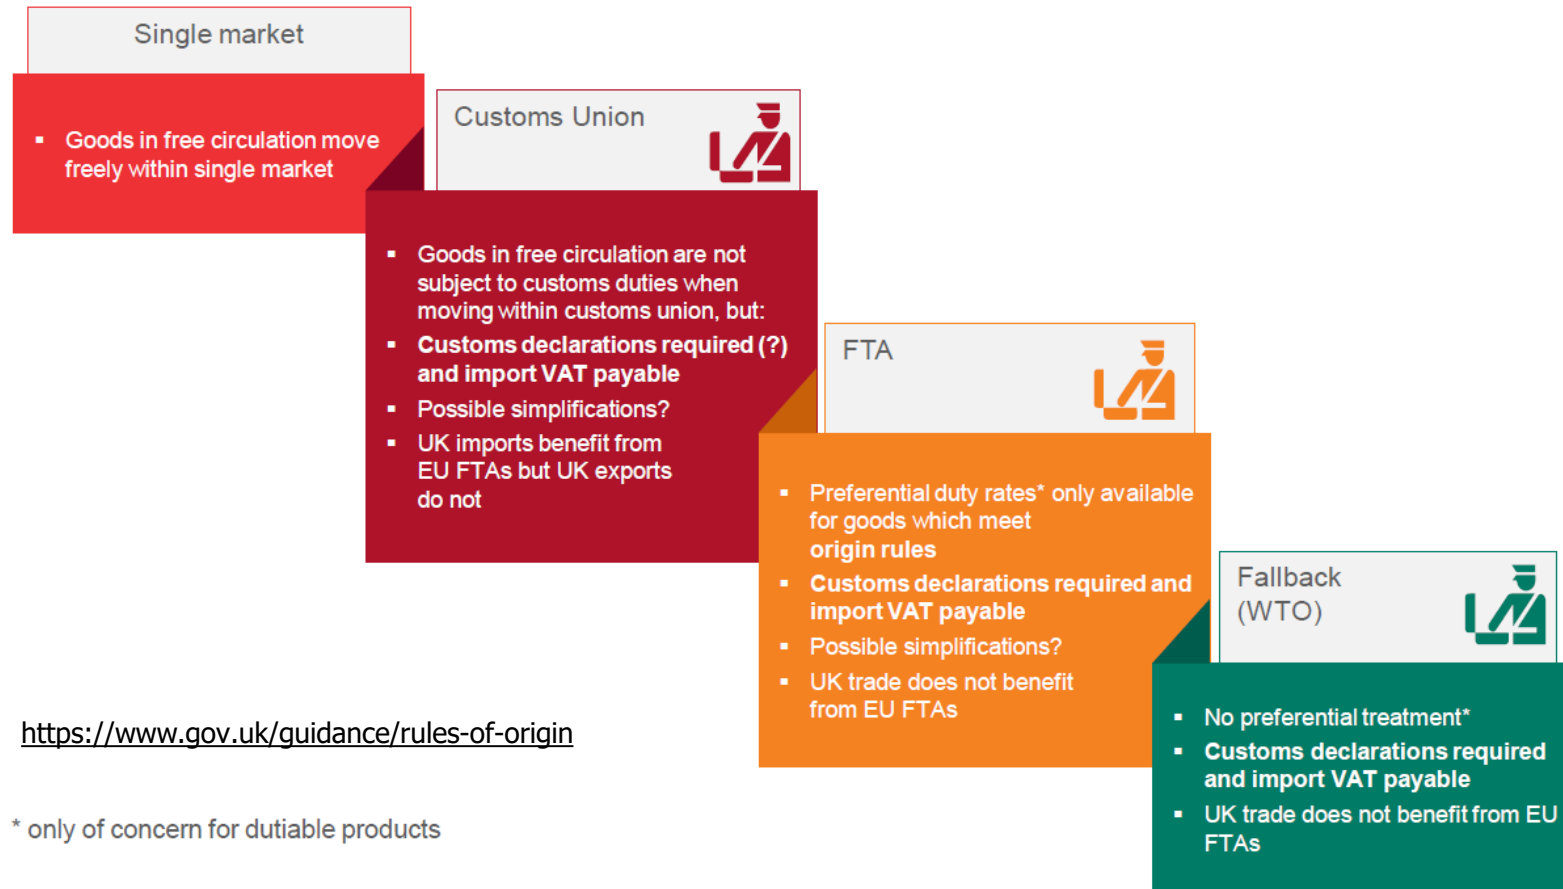 Single market
▪ Goods in free circulation move
freely within single market
Customs Union
▪ Goods in free circulation are not
subject to customs duties when
moving within customs union, but:
▪ Customs declarations required (?)
and import VAT payable
▪ Possible simplifications?
▪ UK imports benefit from
EU FTAs but UK exports
do not
FTA
▪ Preferential duty rates* only available
for goods which meet
origin rules
▪ Customs declarations required and
import VAT payable
▪ Possible simplifications?
▪ UK trade does not benefit
from EU FTAs
Fallback
(WTO)
▪ No preferential treatment*
▪ Customs declarations required
and import VAT payable
▪ UK trade does not benefit from EU
FTAs
https://www.gov.uk/guidance/rules-of-origin
* only of concern for dutiable products